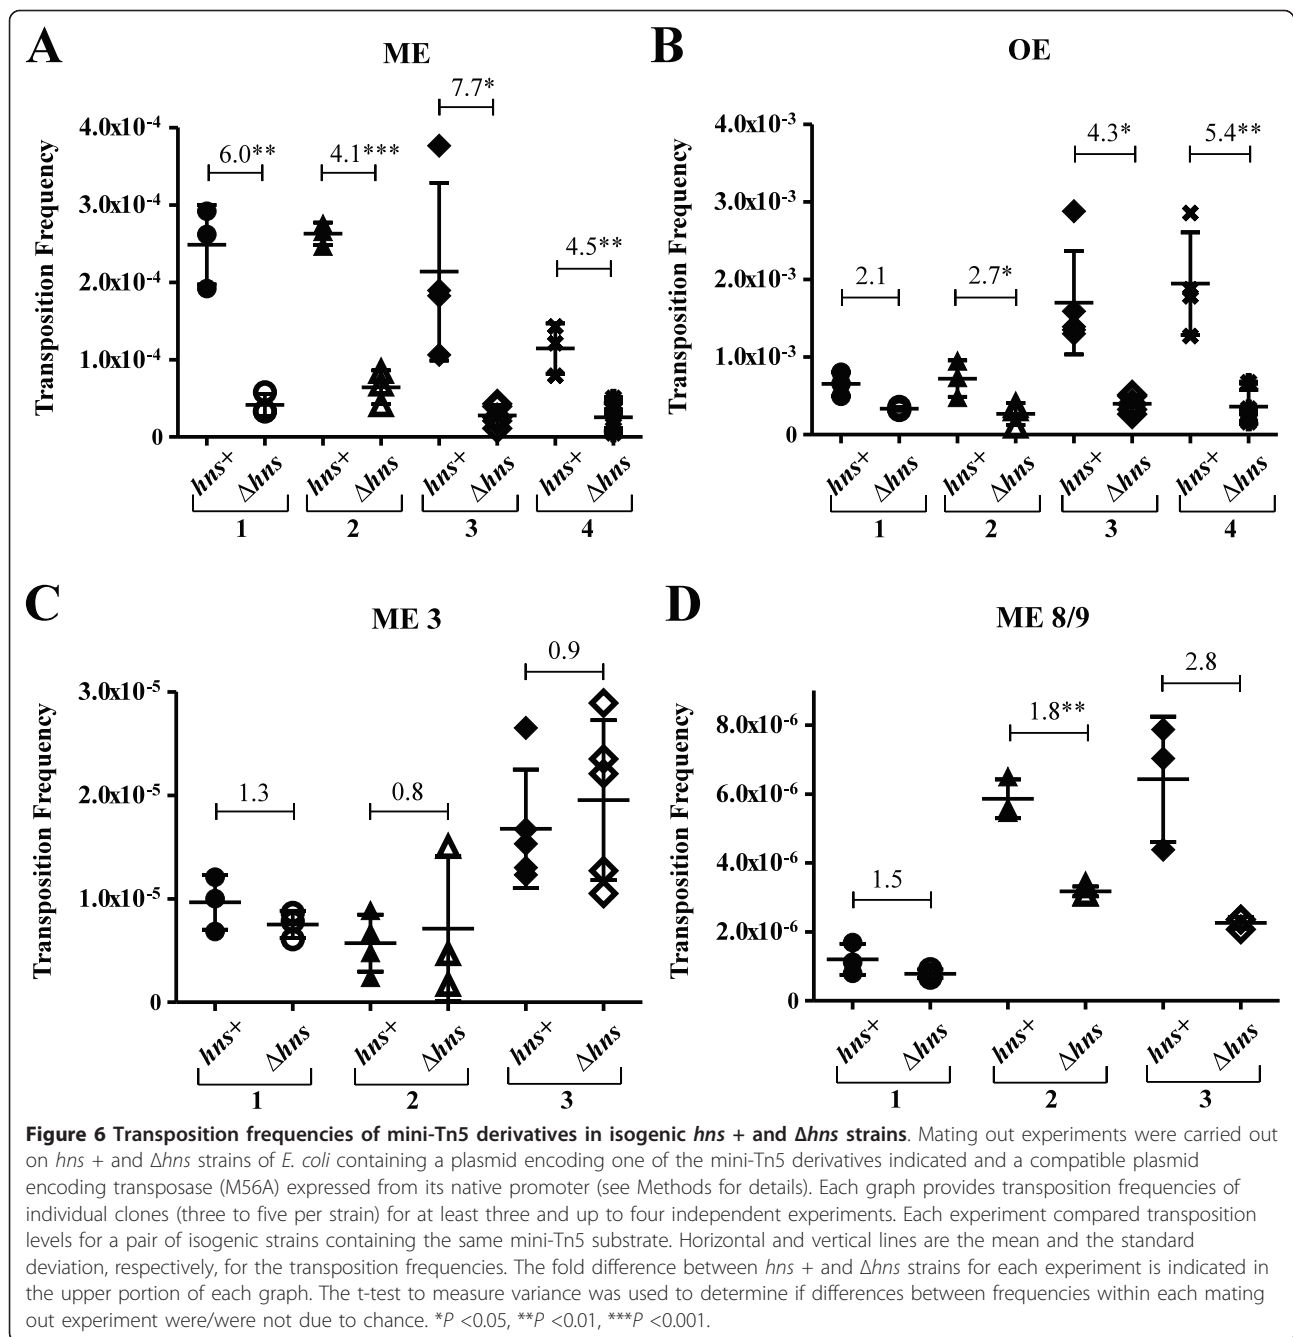 A
ME
Transposition Frequency
4.0x10-4
3.0x10-4
2.0x10-4
1.0x10-4
0
6.0**
4.1***
7.7*
4.5**
hns+ Δhns hns+ Δhns hns+ Δhns hns+ Δhns
1 2 3 4
B
OE
Transposition Frequency
4.0x10-3
3.0x10-3
2.0x10-3
1.0x10-3
0
2.1
2.7*
4.3*
5.4**
hns+ Δhns hns+ Δhns hns+ Δhns hns+ Δhns
1 2 3 4
C
ME 3
Transposition Frequency
3.0x10-5
2.0x10-5
1.0x10-5
0
1.3
0.8
0.9
hns+ Δhns hns+ Δhns hns+ Δhns
1 2 3
D
ME 8/9
Transposition Frequency
8.0x10-6
6.0x10-6
4.0x10-6
2.0x10-6
0
1.5
1.8**
2.8
hns+ Δhns hns+ Δhns hns+ Δhns
1 2 3
Figure 6 Transposition frequencies of mini-Tn5 derivatives in isogenic hns + and Δhns strains. Mating out experiments were carried out
on hns + and Δhns strains of E. coli containing a plasmid encoding one of the mini-Tn5 derivatives indicated and a compatible plasmid
encoding transposase (M56A) expressed from its native promoter (see Methods for details). Each graph provides transposition frequencies of
individual clones (three to five per strain) for at least three and up to four independent experiments. Each experiment compared transposition
levels for a pair of isogenic strains containing the same mini-Tn5 substrate. Horizontal and vertical lines are the mean and the standard
deviation, respectively, for the transposition frequencies. The fold difference between hns + and Δhns strains for each experiment is indicated in
the upper portion of each graph. The t-test to measure variance was used to determine if differences between frequencies within each mating
out experiment were/were not due to chance. *P <0.05, **P <0.01, ***P <0.001.